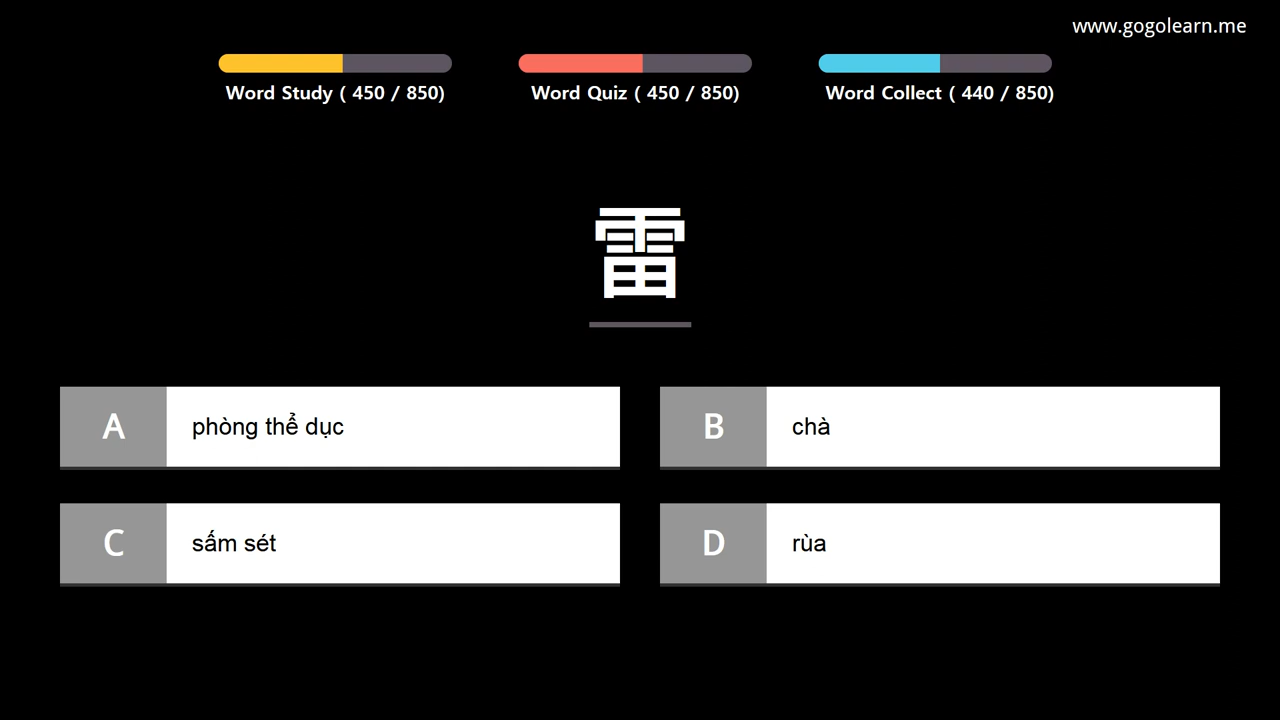 www.gogolearn.me
Word Study ( 450 / 850)
Word Quiz ( 450 / 850)
Word Collect ( 440 / 850)
雷
A phòng thể dục
B chà
C sấm sét
D rùa